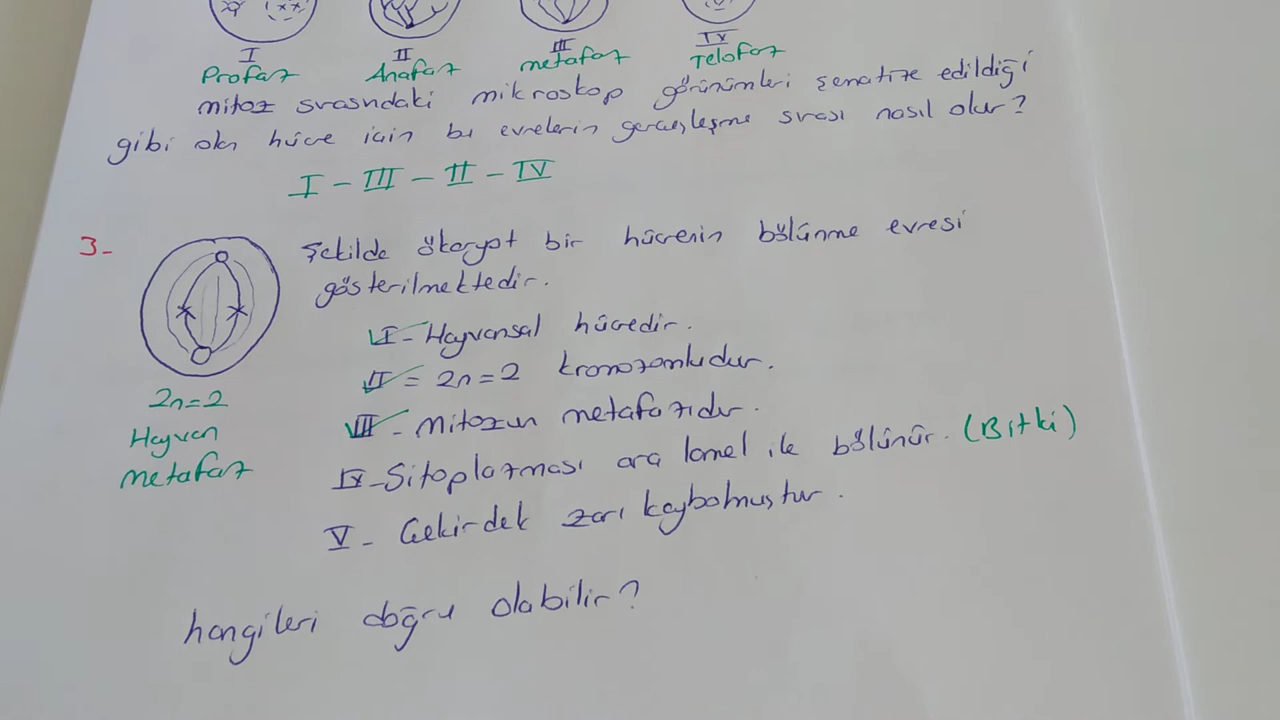 I II III IV
Profaz Anafaz metafaz Telofaz
mitoz sırasındaki mikroskop görünümleri şematize edildiği
gibi olan hücre için bu evrelerin gerçekleşme sırası nasıl olur?
I - III - II - IV
3- Şekilde ökaryot bir hücrenin bölünme evresi
gösterilmektedir.
I - Hayvansal hücredir.
II = 2n=2 kromozomludur.
III - mitozun metafazıdır.
IV - Sitoplazması ara lamel ile bölünür. (Bitki)
V - Çekirdek zarı kaybolmuştur.
2n=2
Hayvan
metafaz
hangileri doğru olabilir?